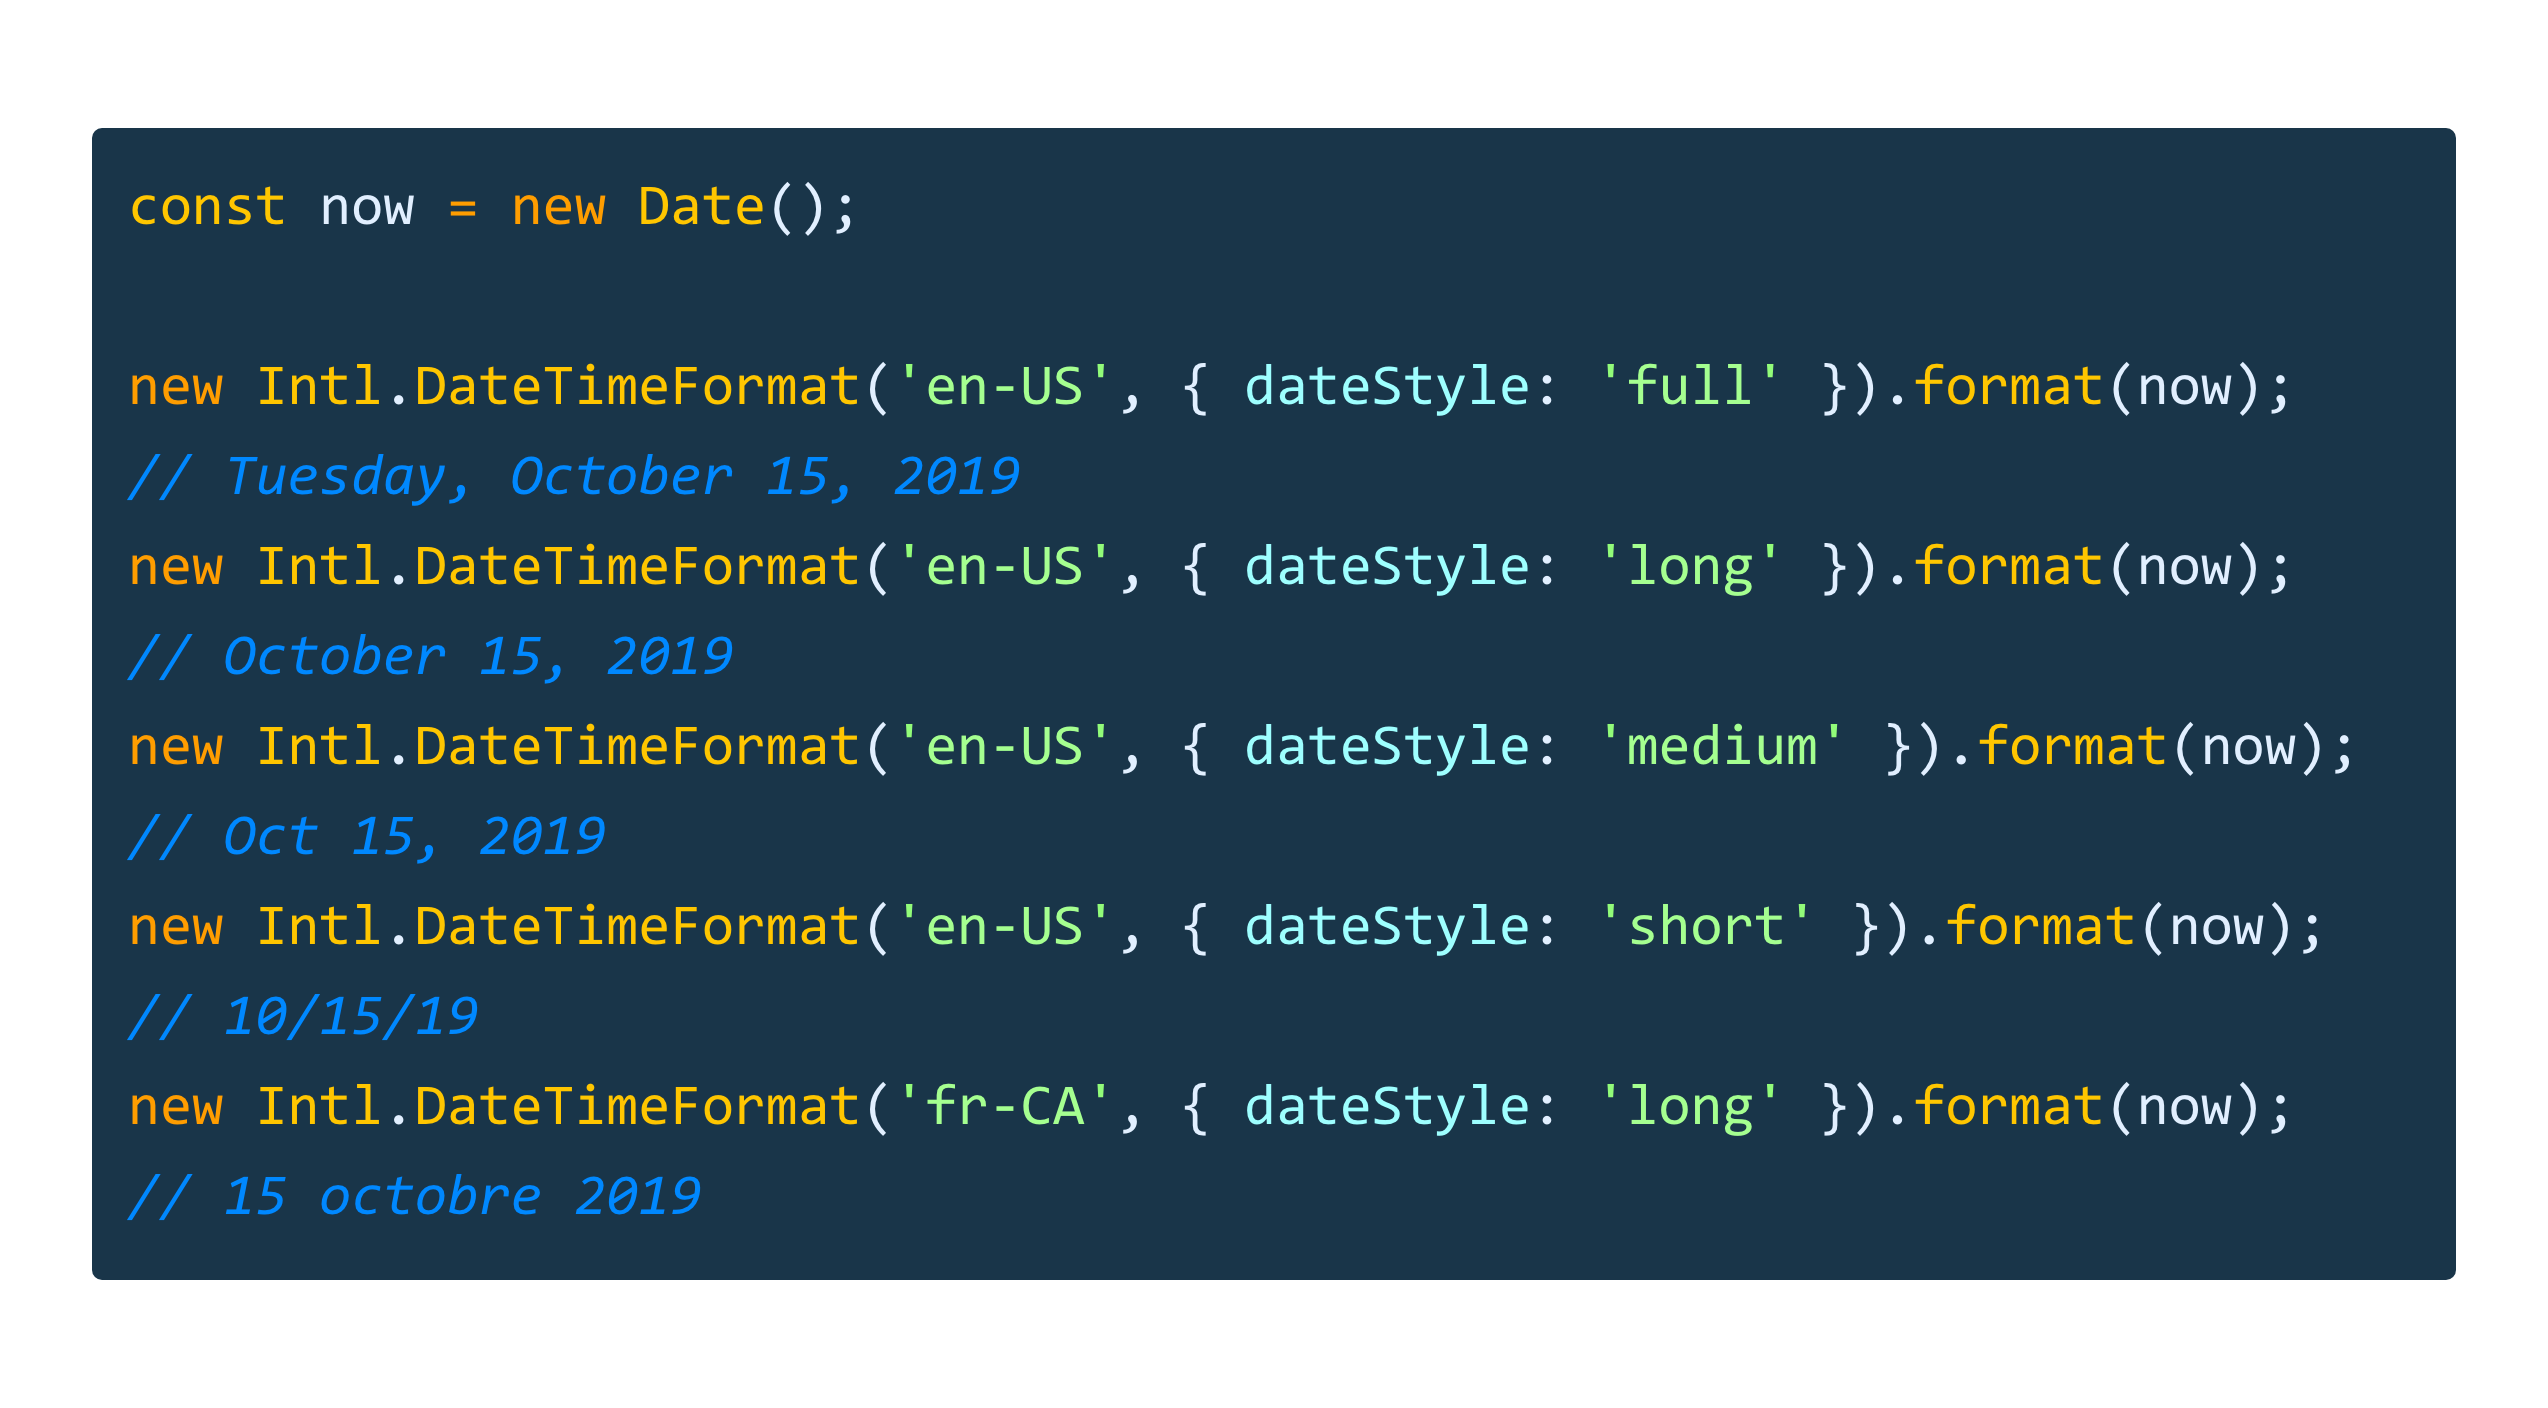 const now = new Date();
new Intl.DateTimeFormat('en-US', { dateStyle: 'full' }).format(now);
// Tuesday, October 15, 2019
new Intl.DateTimeFormat('en-US', { dateStyle: 'long' }).format(now);
// October 15, 2019
new Intl.DateTimeFormat('en-US', { dateStyle: 'medium' }).format(now);
// Oct 15, 2019
new Intl.DateTimeFormat('en-US', { dateStyle: 'short' }).format(now);
// 10/15/19
new Intl.DateTimeFormat('fr-CA', { dateStyle: 'long' }).format(now);
// 15 octobre 2019